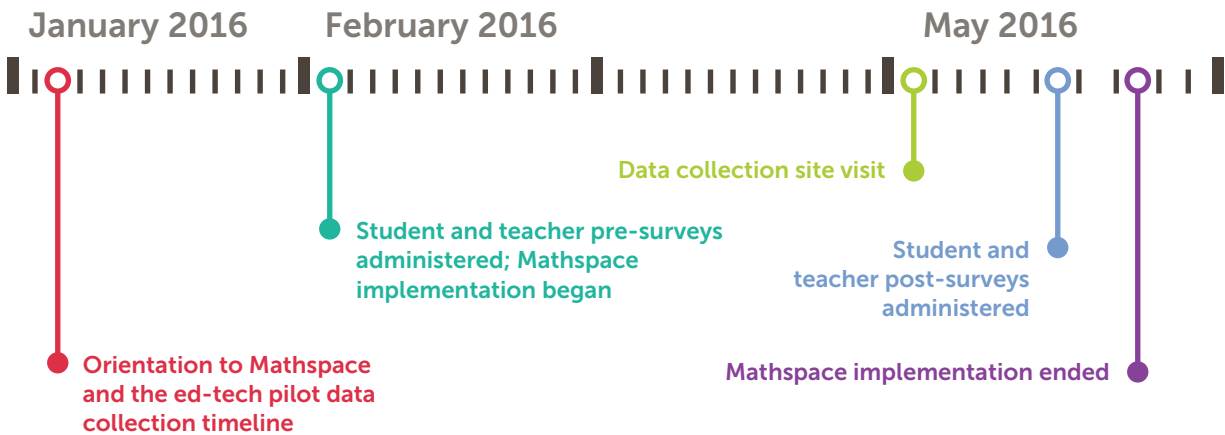 January 2016
February 2016
May 2016
Data collection site visit
Student and teacher pre-surveys
administered; Mathspace
implementation began
Student and
teacher post-surveys
administered
Orientation to Mathspace
and the ed-tech pilot data
collection timeline
Mathspace implementation ended